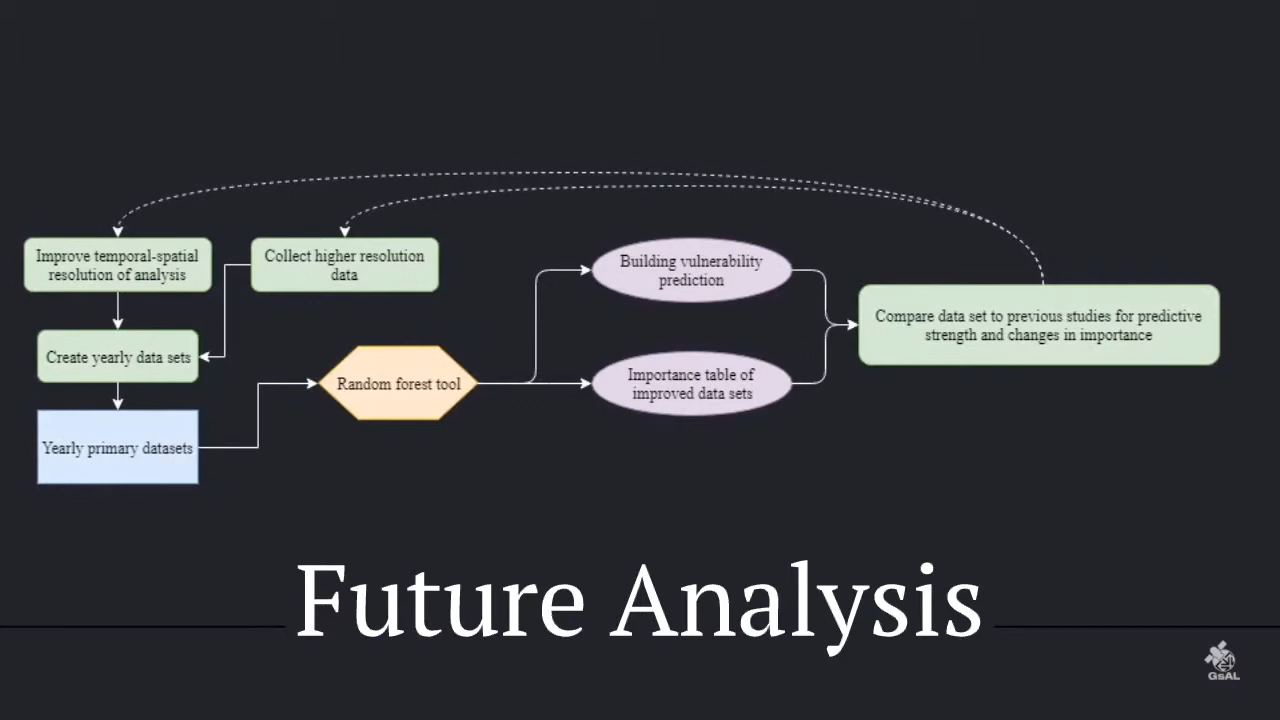 Improve temporal-spatial
resolution of analysis
Collect higher resolution
data
Create yearly data sets
Yearly primary datasets
Random forest tool
Building vulnerability
prediction
Importance table of
improved data sets
Compare data set to previous studies for predictive
strength and changes in importance
Future Analysis
GsAL